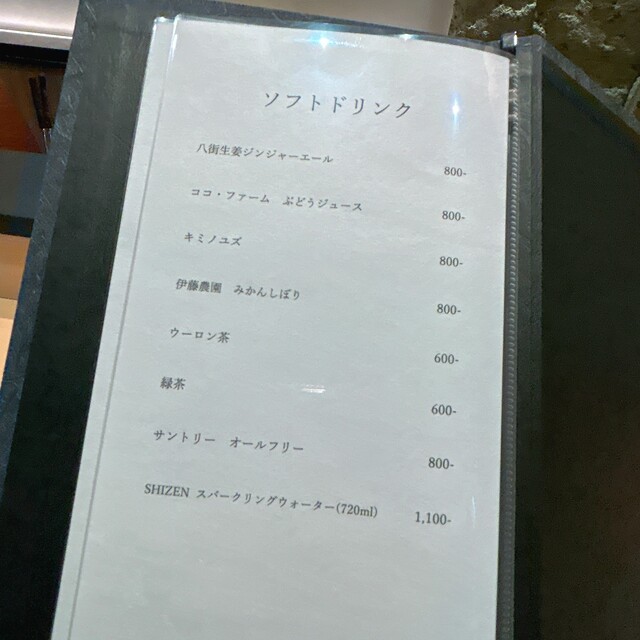 ソフトドリンク
八街生姜ジンジャーエール 800-
ココ・ファーム ぶどうジュース 800-
キミノユズ 800-
伊藤農園 みかんしぼり 800-
ウーロン茶 600-
緑茶 600-
サントリー オールフリー 800-
SHIZEN スパークリングウォーター(720ml) 1,100-